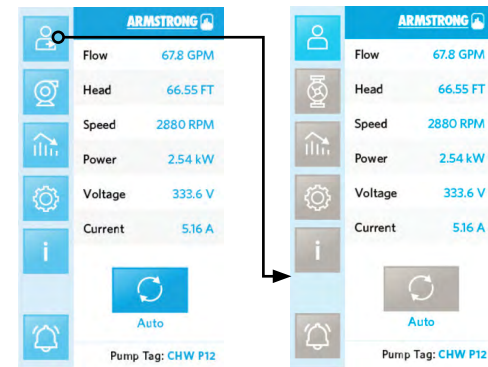 ARMSTRONG
Flow 67.8 GPM
Head 66.55 FT
Speed 2880 RPM
Power 2.54 kW
Voltage 333.6 V
Current 5.16 A
i
Auto
Pump Tag: CHW P12
ARMSTRONG
Flow 67.8 GPM
Head 66.55 FT
Speed 2880 RPM
Power 2.54 kW
Voltage 333.6 V
Current 5.16 A
i
Auto
Pump Tag: CHW P12